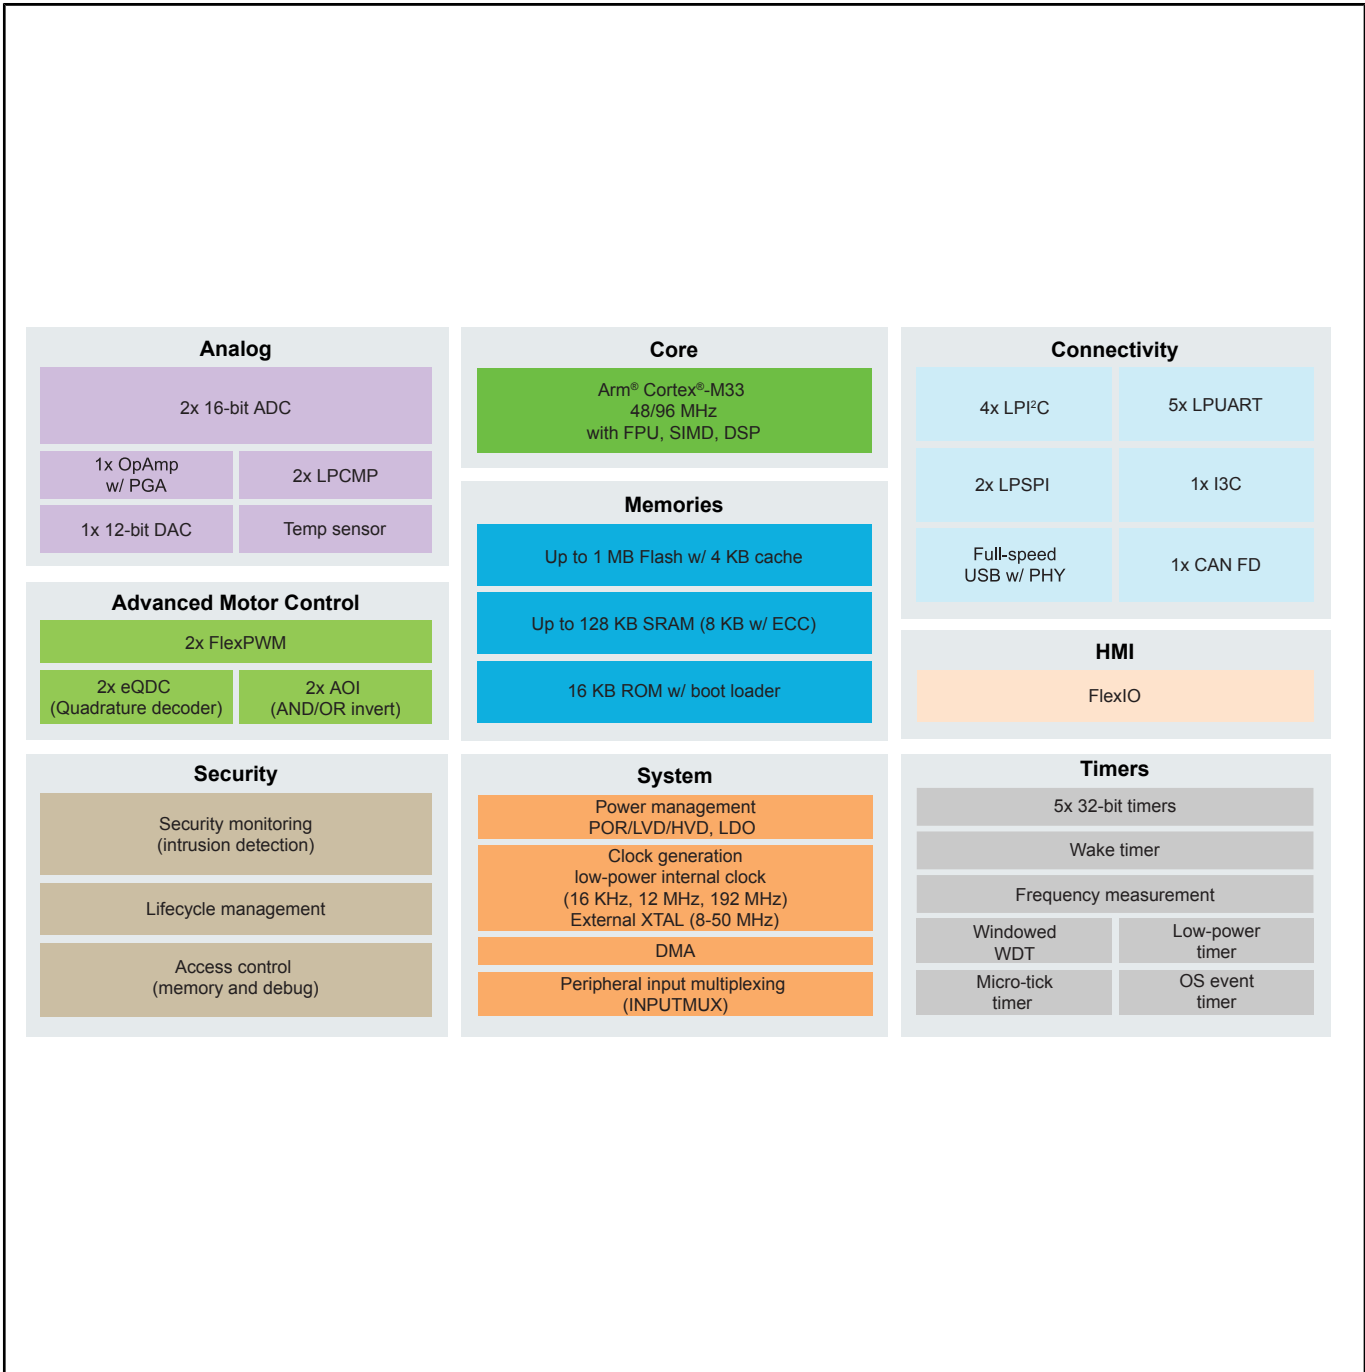 Analog
2x 16-bit ADC
1x OpAmp
w/ PGA
2x LPCMP
1x 12-bit DAC
Temp sensor
Advanced Motor Control
2x FlexPWM
2x eQDC
(Quadrature decoder)
2x AOI
(AND/OR invert)
Security
Security monitoring
(intrusion detection)
Lifecycle management
Access control
(memory and debug)
Core
Arm® Cortex®-M33
48/96 MHz
with FPU, SIMD, DSP
Memories
Up to 1 MB Flash w/ 4 KB cache
Up to 128 KB SRAM (8 KB w/ ECC)
16 KB ROM w/ boot loader
System
Power management
POR/LVD/HVD, LDO
Clock generation
low-power internal clock
(16 KHz, 12 MHz, 192 MHz)
External XTAL (8-50 MHz)
DMA
Peripheral input multiplexing
(INPUTMUX)
Connectivity
4x LPI²C
5x LPUART
2x LPSPI
1x I3C
Full-speed
USB w/ PHY
1x CAN FD
HMI
FlexIO
Timers
5x 32-bit timers
Wake timer
Frequency measurement
Windowed
WDT
Low-power
timer
Micro-tick
timer
OS event
timer